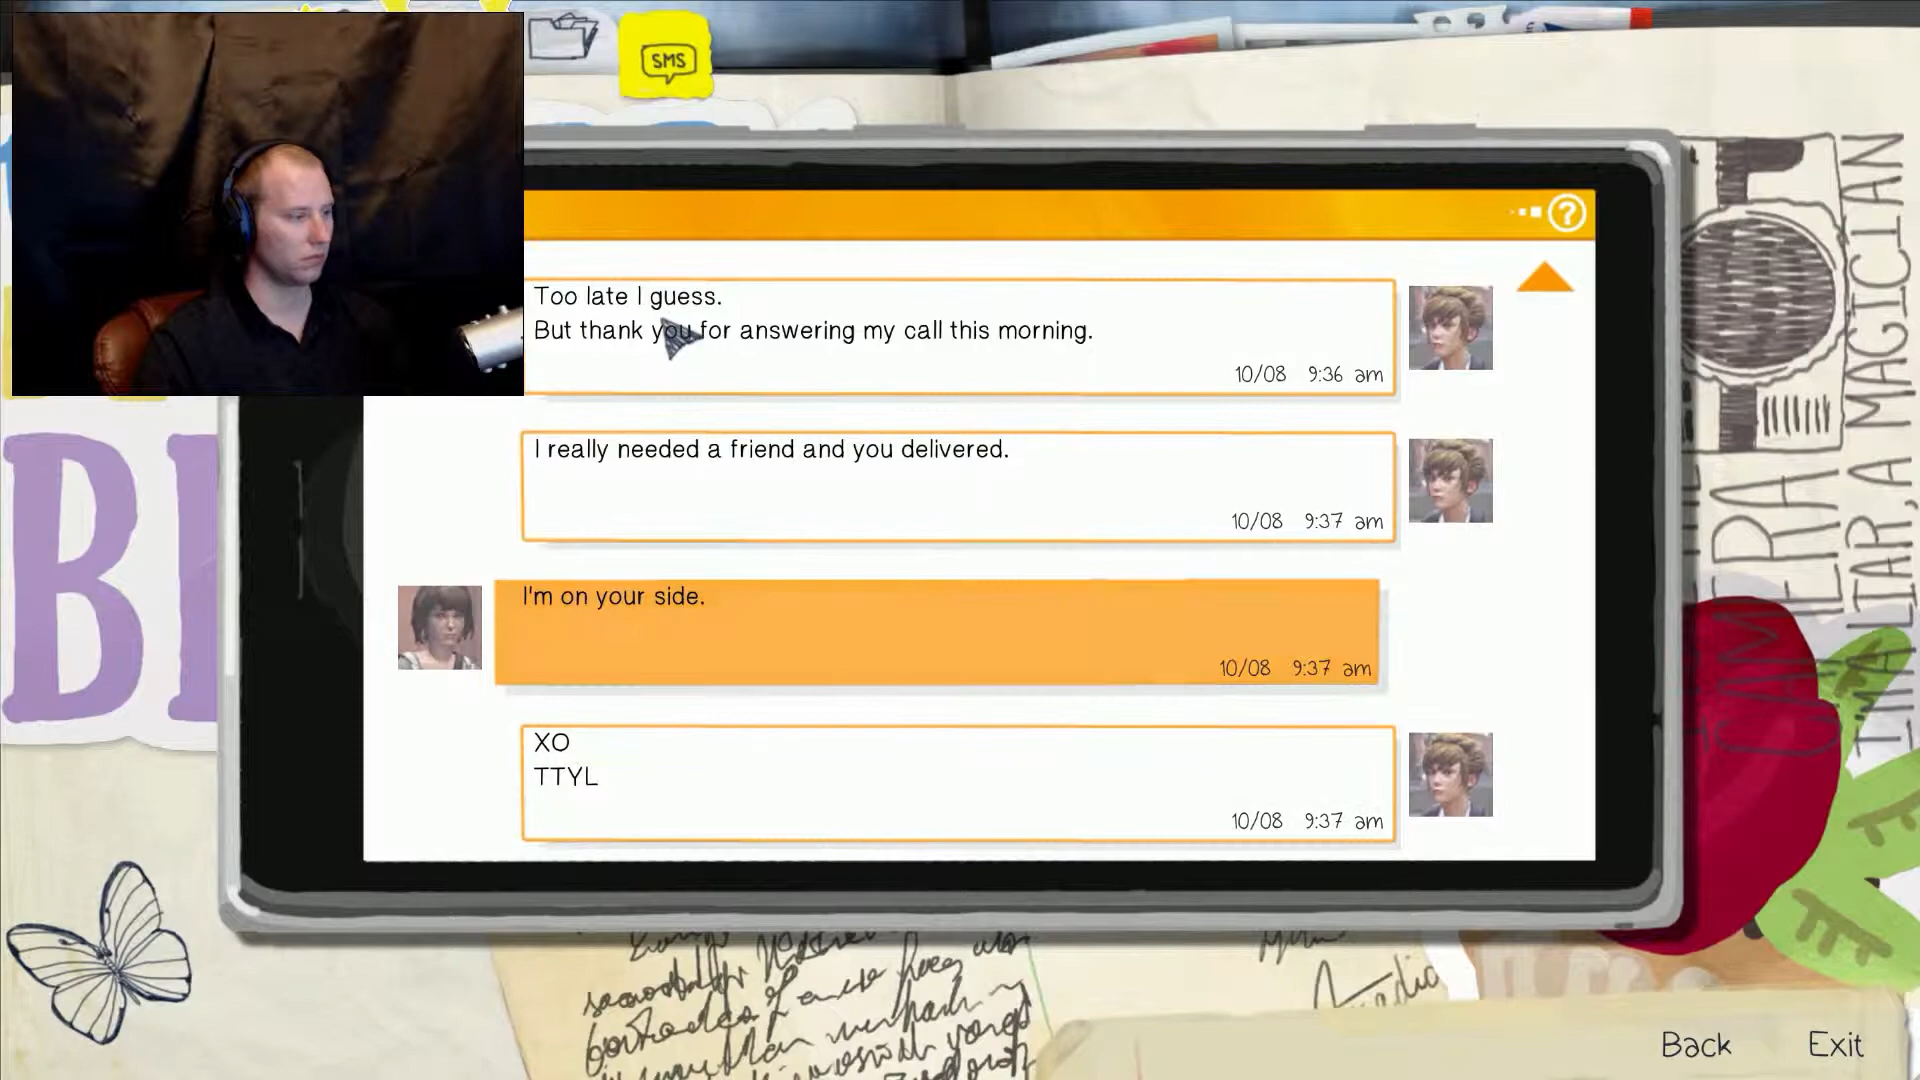 SMS
Too late I guess.
But thank you for answering my call this morning.
10/08 9:36 am
I really needed a friend and you delivered.
10/08 9:37 am
I'm on your side.
10/08 9:37 am
XO
TTYL
10/08 9:37 am
Back Exit
A MAGICIAN